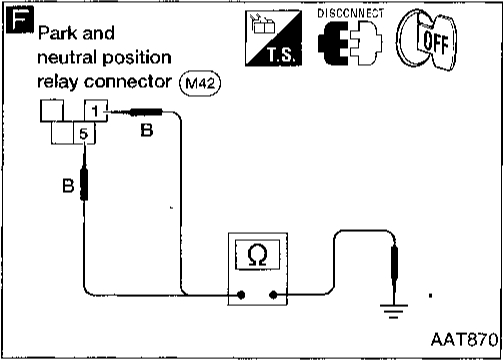 F
Park and
neutral position
relay connector M42
T.S.
DISCONNECT
OFF
1
5
B
B
Ω
AAT870